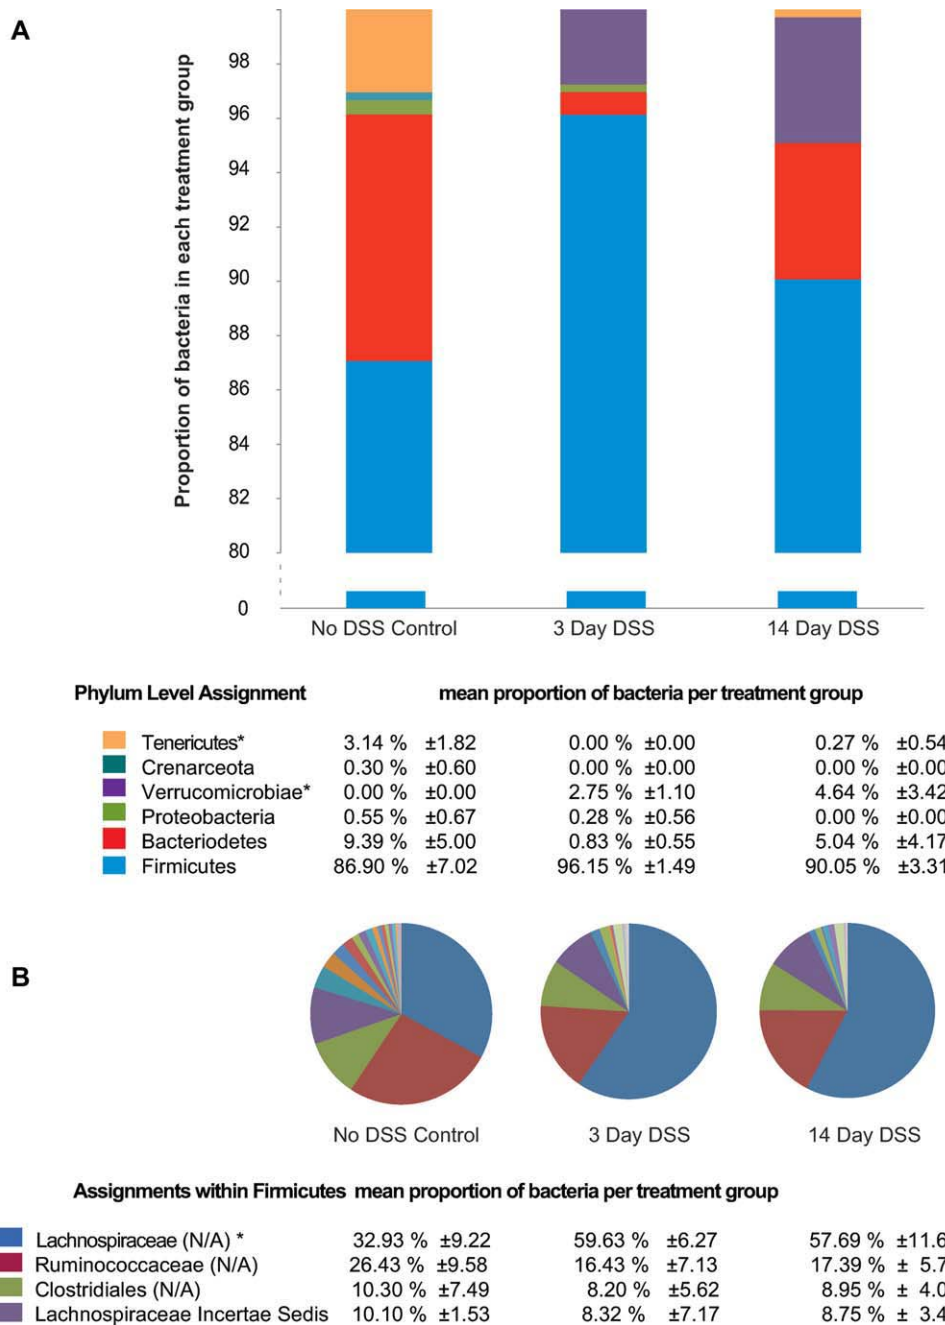 A
Proportion of bacteria in each treatment group
98
96
94
92
90
88
86
84
82
80
0
No DSS Control 3 Day DSS 14 Day DSS
Phylum Level Assignment mean proportion of bacteria per treatment group
Tenericutes* 3.14 % ±1.82 0.00 % ±0.00 0.27 % ±0.54
Crenarceota 0.30 % ±0.60 0.00 % ±0.00 0.00 % ±0.00
Verrucomicrobiae* 0.00 % ±0.00 2.75 % ±1.10 4.64 % ±3.42
Proteobacteria 0.55 % ±0.67 0.28 % ±0.56 0.00 % ±0.00
Bacteriodetes 9.39 % ±5.00 0.83 % ±0.55 5.04 % ±4.17
Firmicutes 86.90 % ±7.02 96.15 % ±1.49 90.05 % ±3.31
B
No DSS Control 3 Day DSS 14 Day DSS
Assignments within Firmicutes mean proportion of bacteria per treatment group
Lachnospiraceae (N/A) * 32.93 % ±9.22 59.63 % ±6.27 57.69 % ±11.6
Ruminococcaceae (N/A) 26.43 % ±9.58 16.43 % ±7.13 17.39 % ± 5.7
Clostridiales (N/A) 10.30 % ±7.49 8.20 % ±5.62 8.95 % ± 4.0
Lachnospiraceae Incertae Sedis 10.10 % ±1.53 8.32 % ±7.17 8.75 % ± 3.4